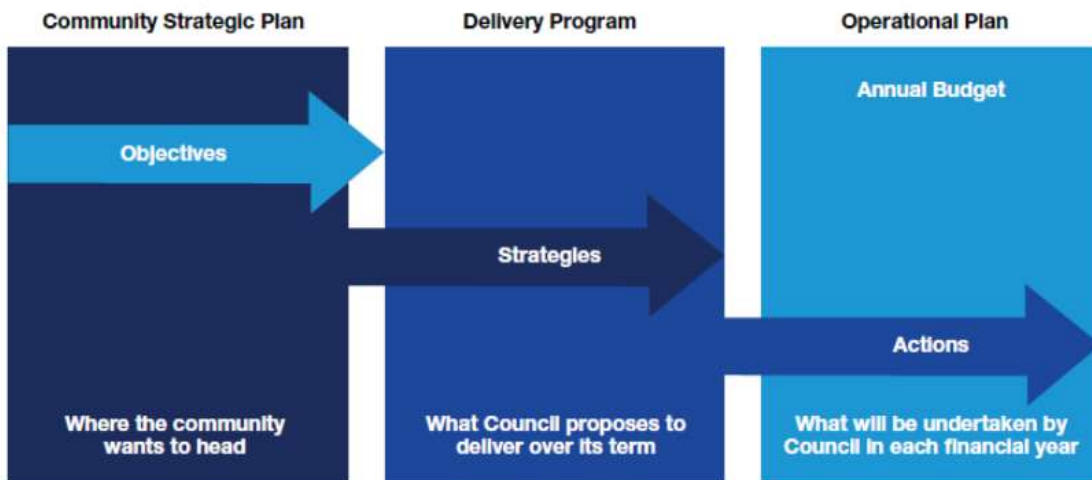 Community Strategic Plan
Delivery Program
Operational Plan
Annual Budget
Objectives
Strategies
Actions
Where the community
wants to head
What Council proposes to
deliver over its term
What will be undertaken by
Council in each financial year